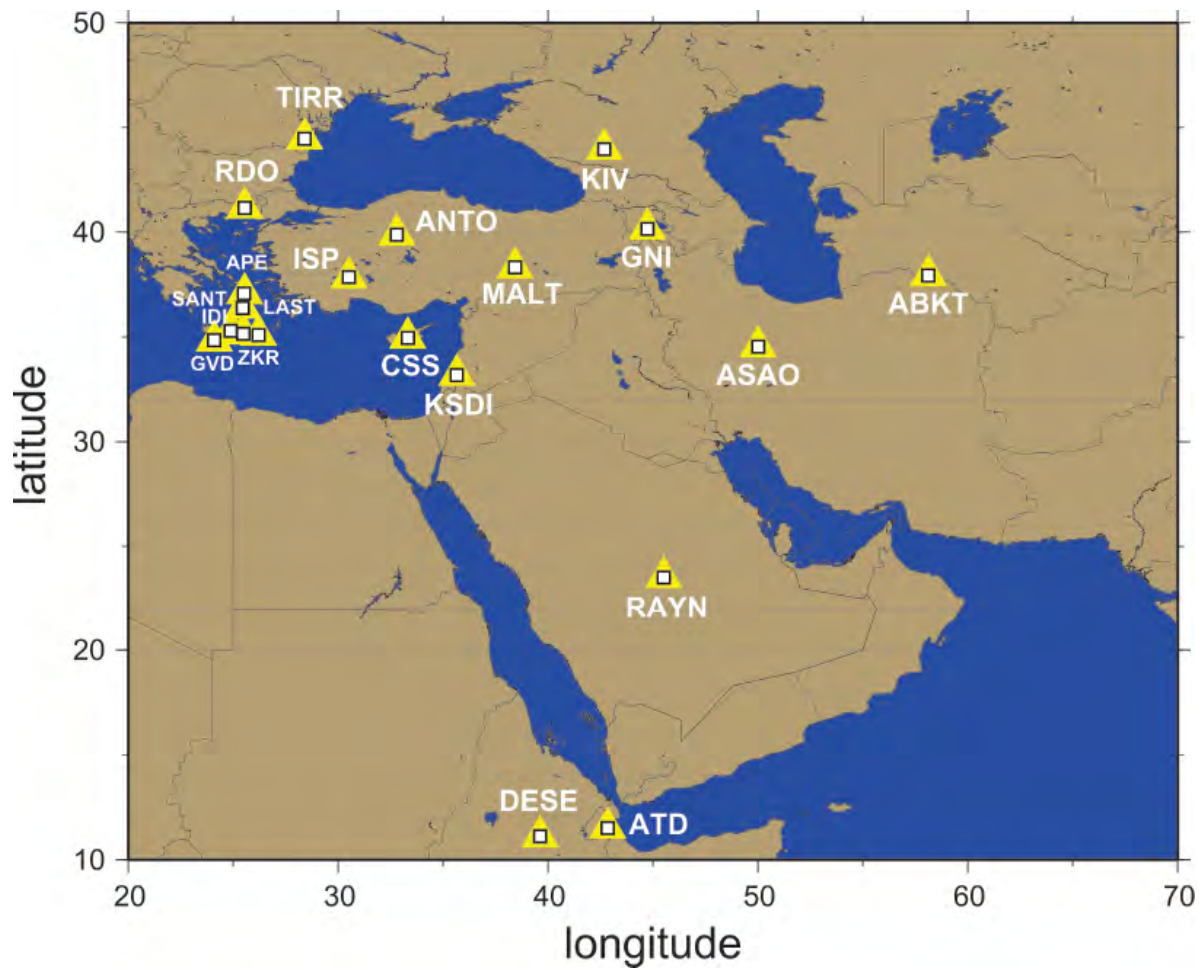 50
TIRR
RDO
KIV
ANTO
40
ISP
GNI
APE
MALT
SANT
ABKT
LAST
IDI
ZKR
GVD
CSS
ASAO
KSDI
30
latitude
RAYN
20
DESE
ATD
10
20 30 40 50 60 70
longitude